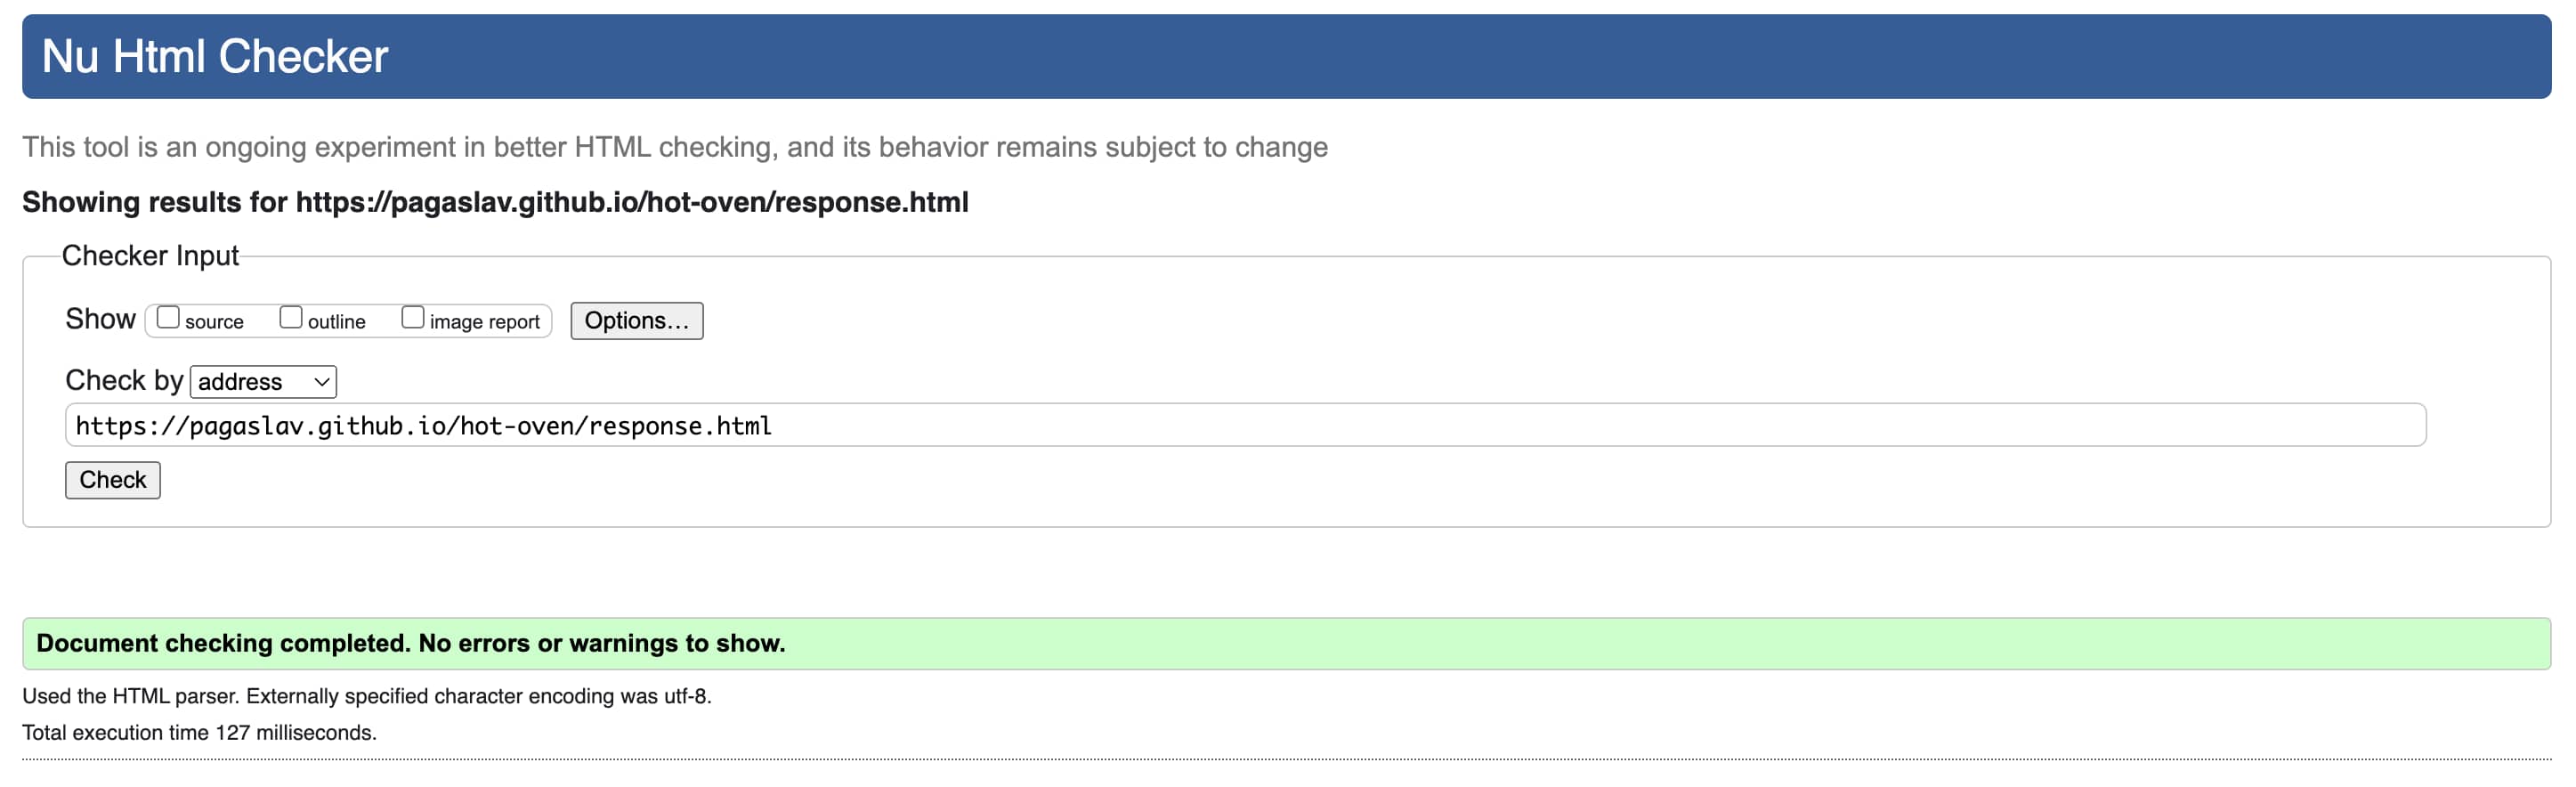 Nu Html Checker
This tool is an ongoing experiment in better HTML checking, and its behavior remains subject to change
Showing results for https://pagaslav.github.io/hot-oven/response.html
Checker Input
Show source outline image report Options...
Check by address
https://pagaslav.github.io/hot-oven/response.html
Check
Document checking completed. No errors or warnings to show.
Used the HTML parser. Externally specified character encoding was utf-8.
Total execution time 127 milliseconds.